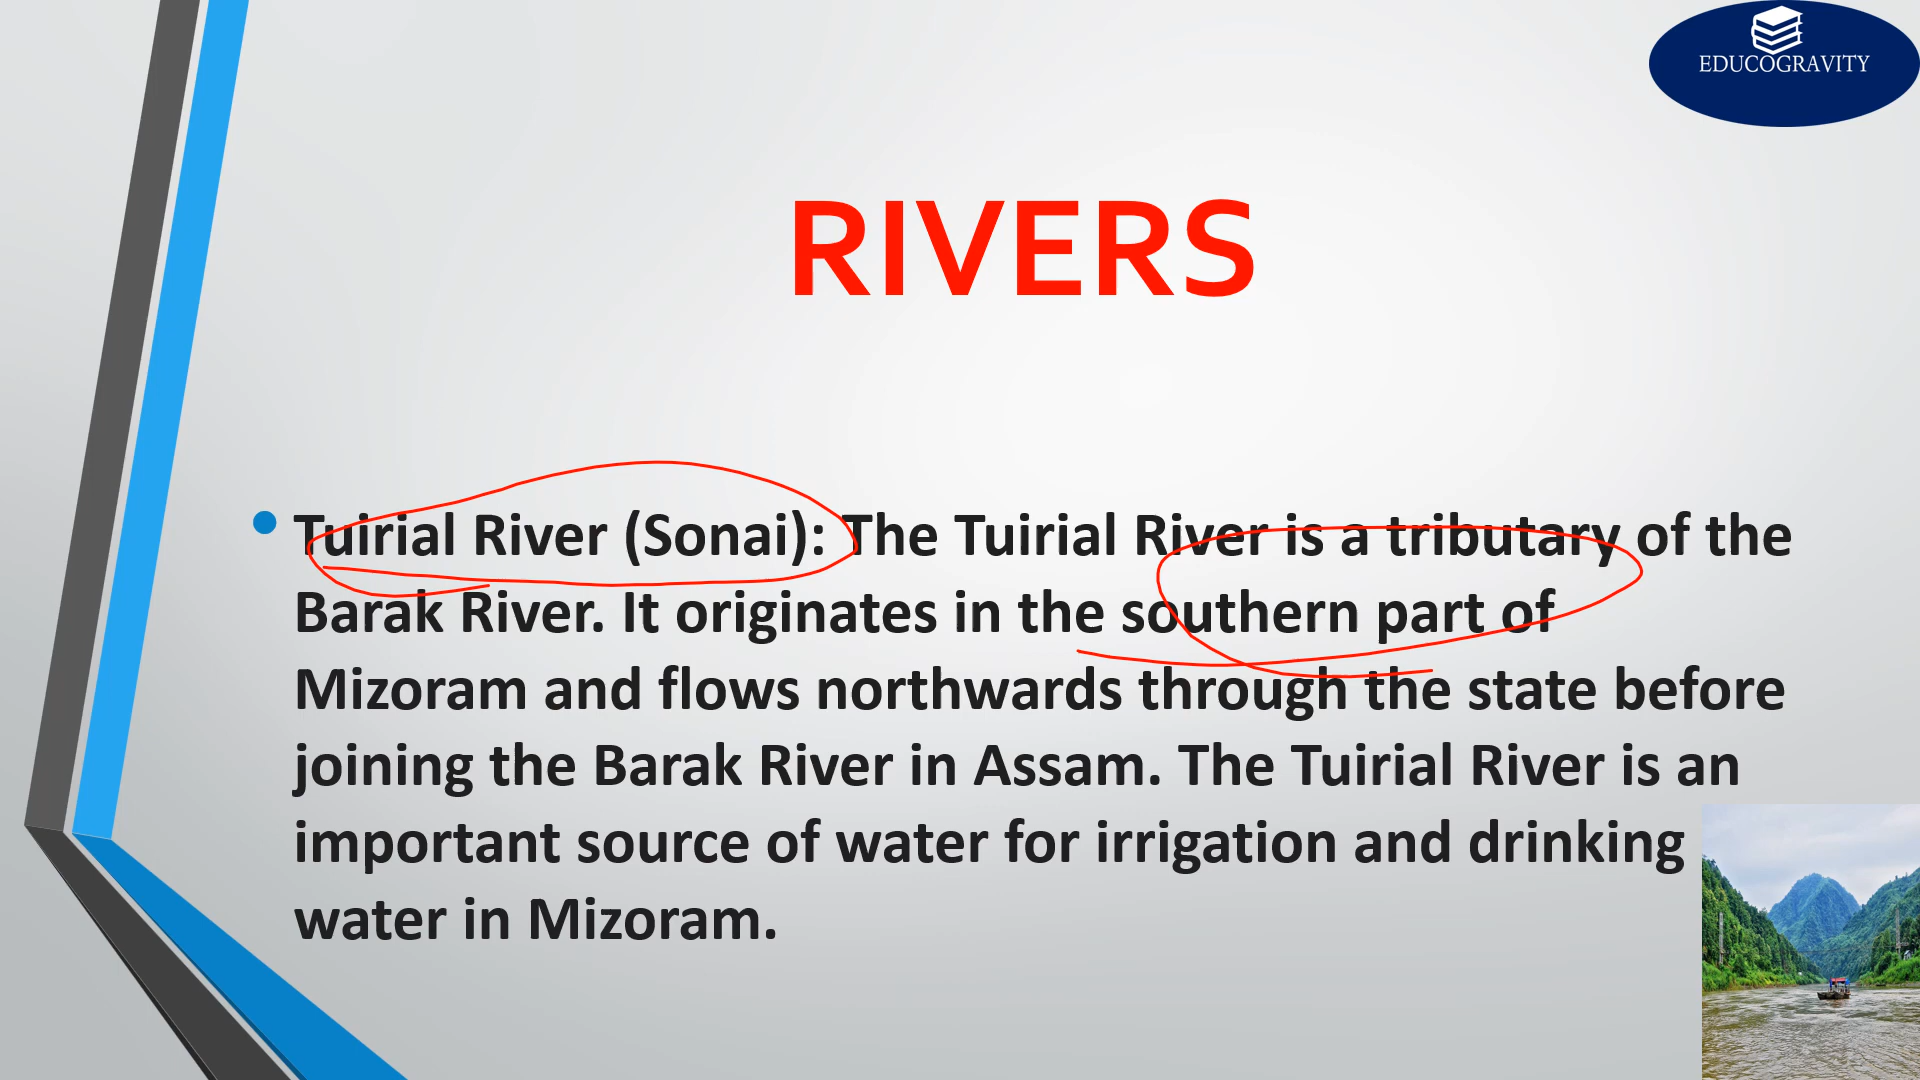 EDUCOGRAVITY
RIVERS
Tuirial River (Sonai): The Tuirial River is a tributary of the
Barak River. It originates in the southern part of
Mizoram and flows northwards through the state before
joining the Barak River in Assam. The Tuirial River is an
important source of water for irrigation and drinking
water in Mizoram.